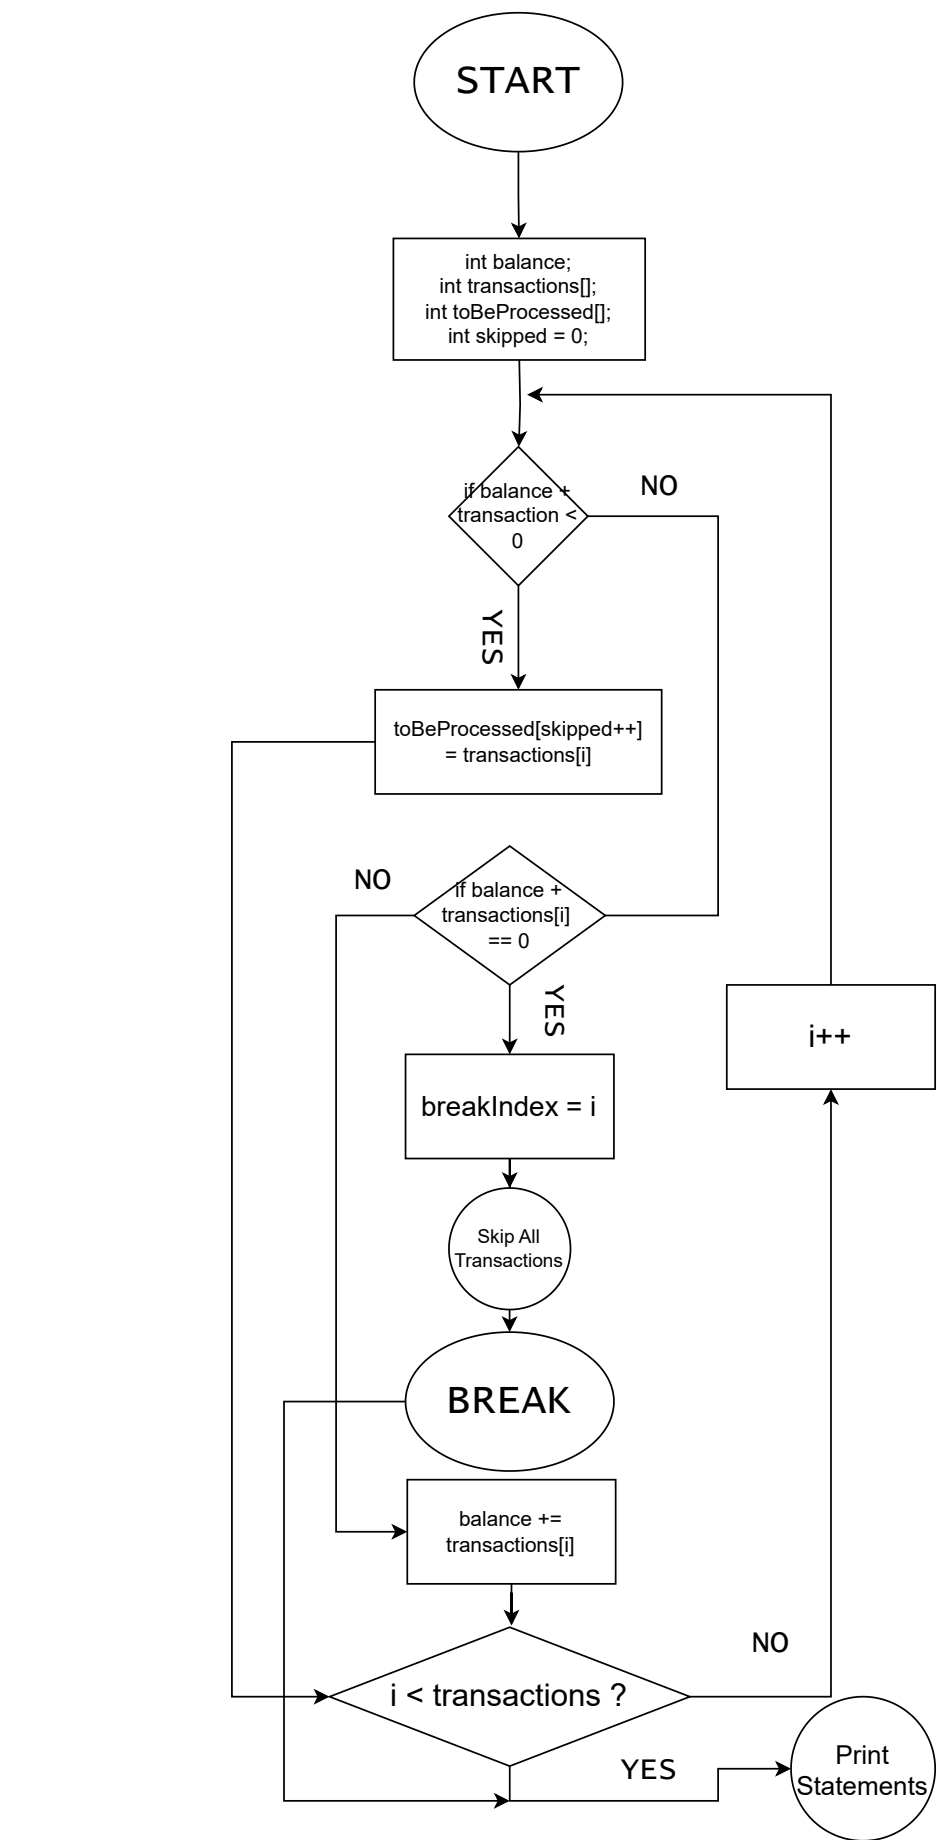 START
int balance;
int transactions[];
int toBeProcessed[];
int skipped = 0;
if balance +
transaction <
0
NO
YES
toBeProcessed[skipped++]
= transactions[i]
NO
if balance +
transactions[i]
== 0
YES
i++
breakIndex = i
Skip All
Transactions
BREAK
balance +=
transactions[i]
NO
i < transactions ?
YES
Print
Statements